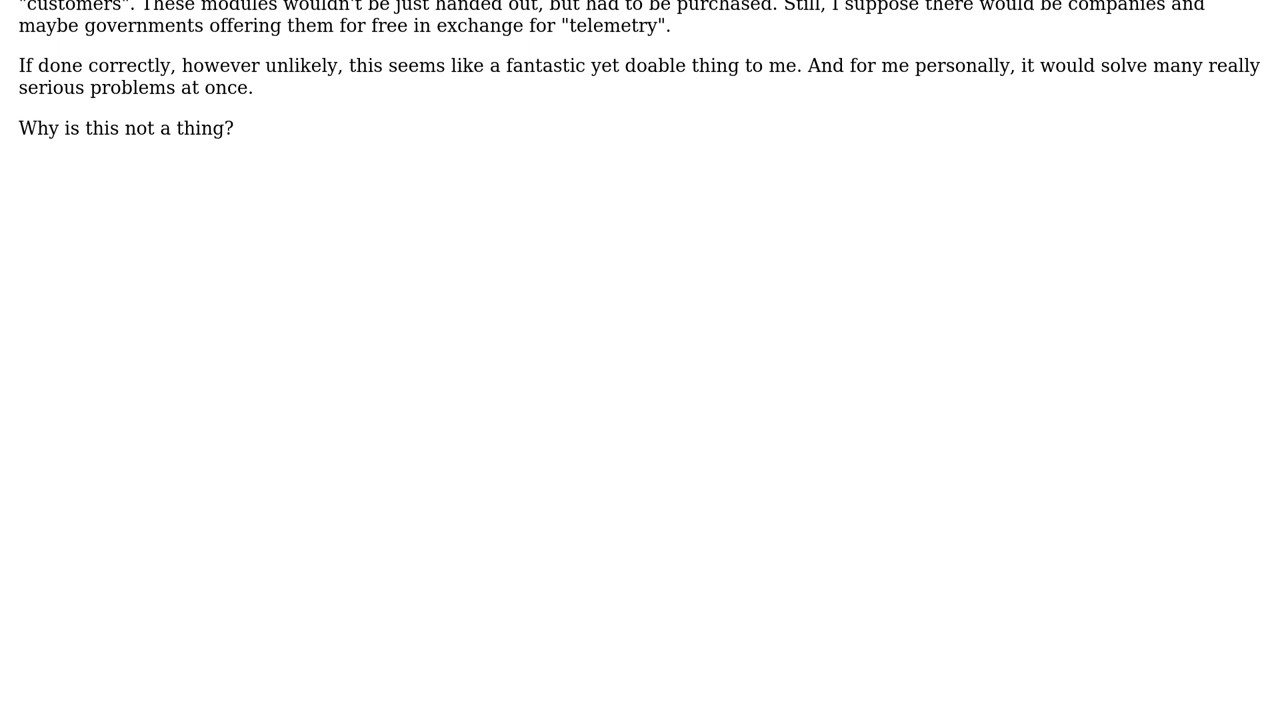 "customers". These modules wouldn't be just handed out, but had to be purchased. Still, I suppose there would be companies and
maybe governments offering them for free in exchange for "telemetry".
If done correctly, however unlikely, this seems like a fantastic yet doable thing to me. And for me personally, it would solve many really
serious problems at once.
Why is this not a thing?